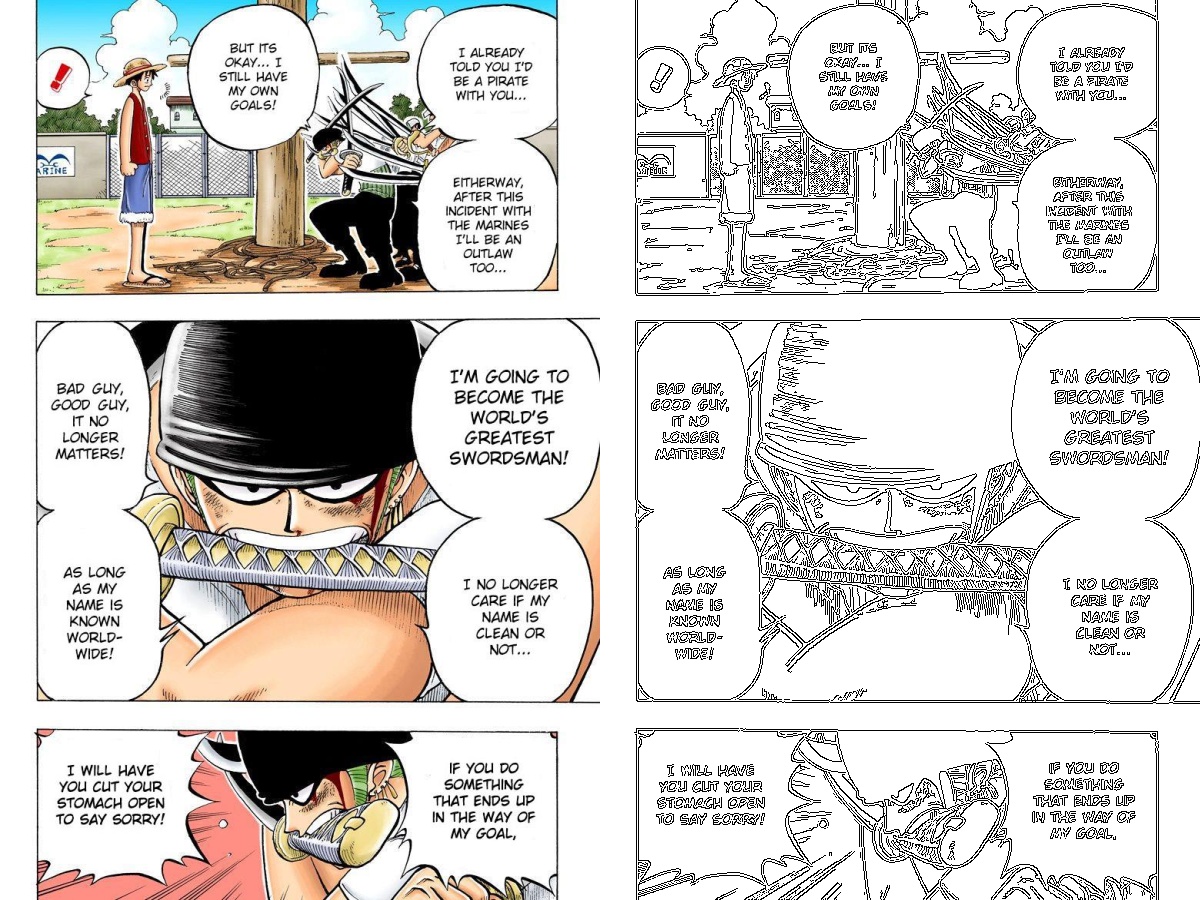 I ALREADY
TOLD YOU I'D
BE A PIRATE
WITH YOU...
BUT ITS
OKAY... I
STILL HAVE
MY OWN
GOALS!
!
EITHERWAY,
AFTER THIS
INCIDENT WITH
THE MARINES
I'LL BE AN
OUTLAW
TOO...
MARINE
I'M GOING TO
BECOME THE
WORLD'S
GREATEST
SWORDSMAN!
BAD GUY,
GOOD GUY,
IT NO
LONGER
MATTERS!
I NO LONGER
CARE IF MY
NAME IS
CLEAN OR
NOT...
AS LONG
AS MY
NAME IS
KNOWN
WORLD-
WIDE!
IF YOU DO
SOMETHING
THAT ENDS UP
IN THE WAY OF
MY GOAL,
I WILL HAVE
YOU CUT YOUR
STOMACH OPEN
TO SAY SORRY!
I ALREADY
TOLD YOU I'D
BE A PIRATE
WITH YOU...
BUT ITS
OKAY... I
STILL HAVE
MY OWN
GOALS!
!
EITHERWAY,
AFTER THIS
INCIDENT WITH
THE MARINES
I'LL BE AN
OUTLAW
TOO...
I'M GOING TO
BECOME THE
WORLD'S
GREATEST
SWORDSMAN!
BAD GUY,
GOOD GUY,
IT NO
LONGER
MATTERS!
I NO LONGER
CARE IF MY
NAME IS
CLEAN OR
NOT...
AS LONG
AS MY
NAME IS
KNOWN
WORLD-
WIDE!
IF YOU DO
SOMETHING
THAT ENDS UP
IN THE WAY OF
MY GOAL,
I WILL HAVE
YOU CUT YOUR
STOMACH OPEN
TO SAY SORRY!